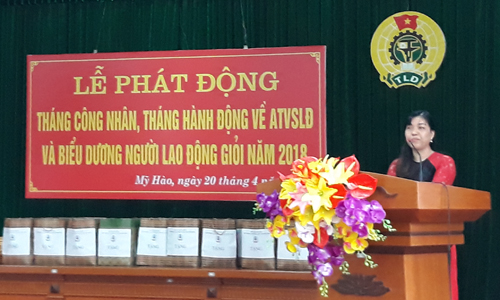 LỄ PHÁT ĐỘNG
THÁNG CÔNG NHÂN, THÁNG HÀNH ĐỘNG VỀ ATVSLĐ
VÀ BIỂU DƯƠNG NGƯỜI LAO ĐỘNG GIỎI NĂM 2018
Mỹ Hào, ngày 20 tháng 4
TLĐ